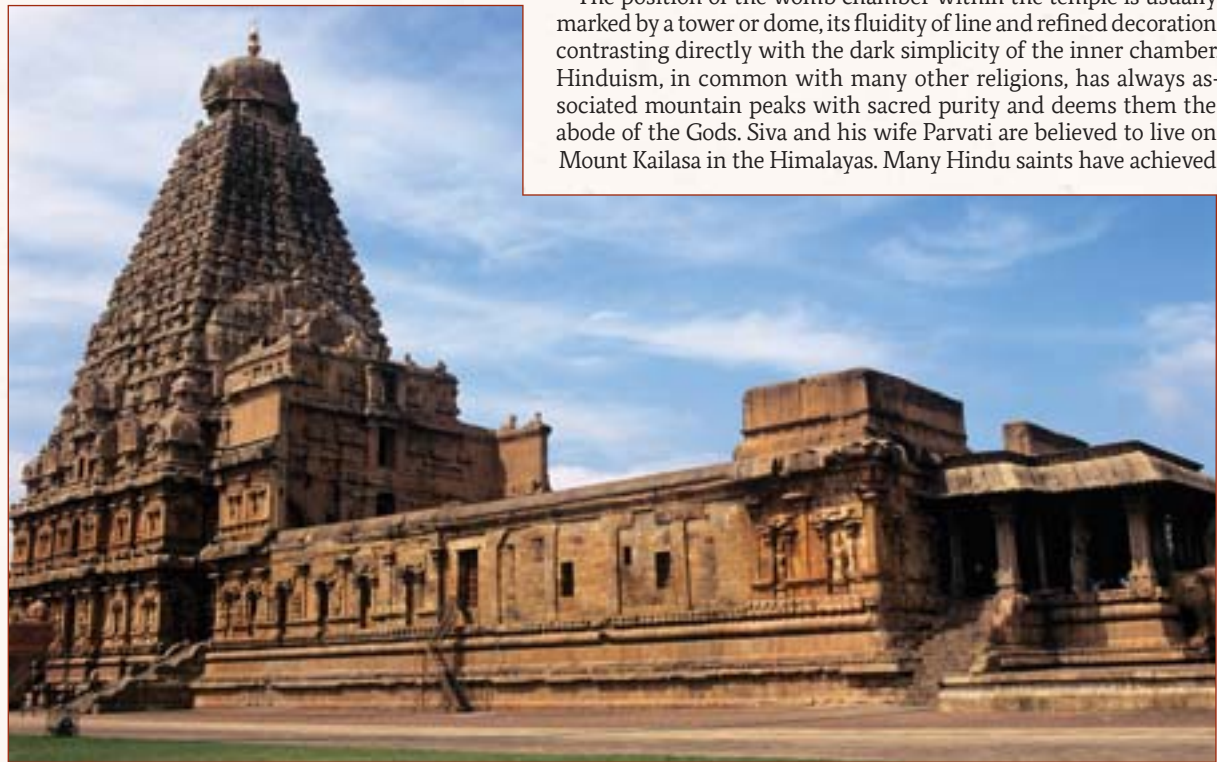 The position of the womb chamber within the temple is usually
marked by a tower or dome, its fluidity of line and refined decoration
contrasting directly with the dark simplicity of the inner chamber
Hinduism, in common with many other religions, has always as-
sociated mountain peaks with sacred purity and deems them the
abode of the Gods. Siva and his wife Parvati are believed to live on
Mount Kailasa in the Himalayas. Many Hindu saints have achieved